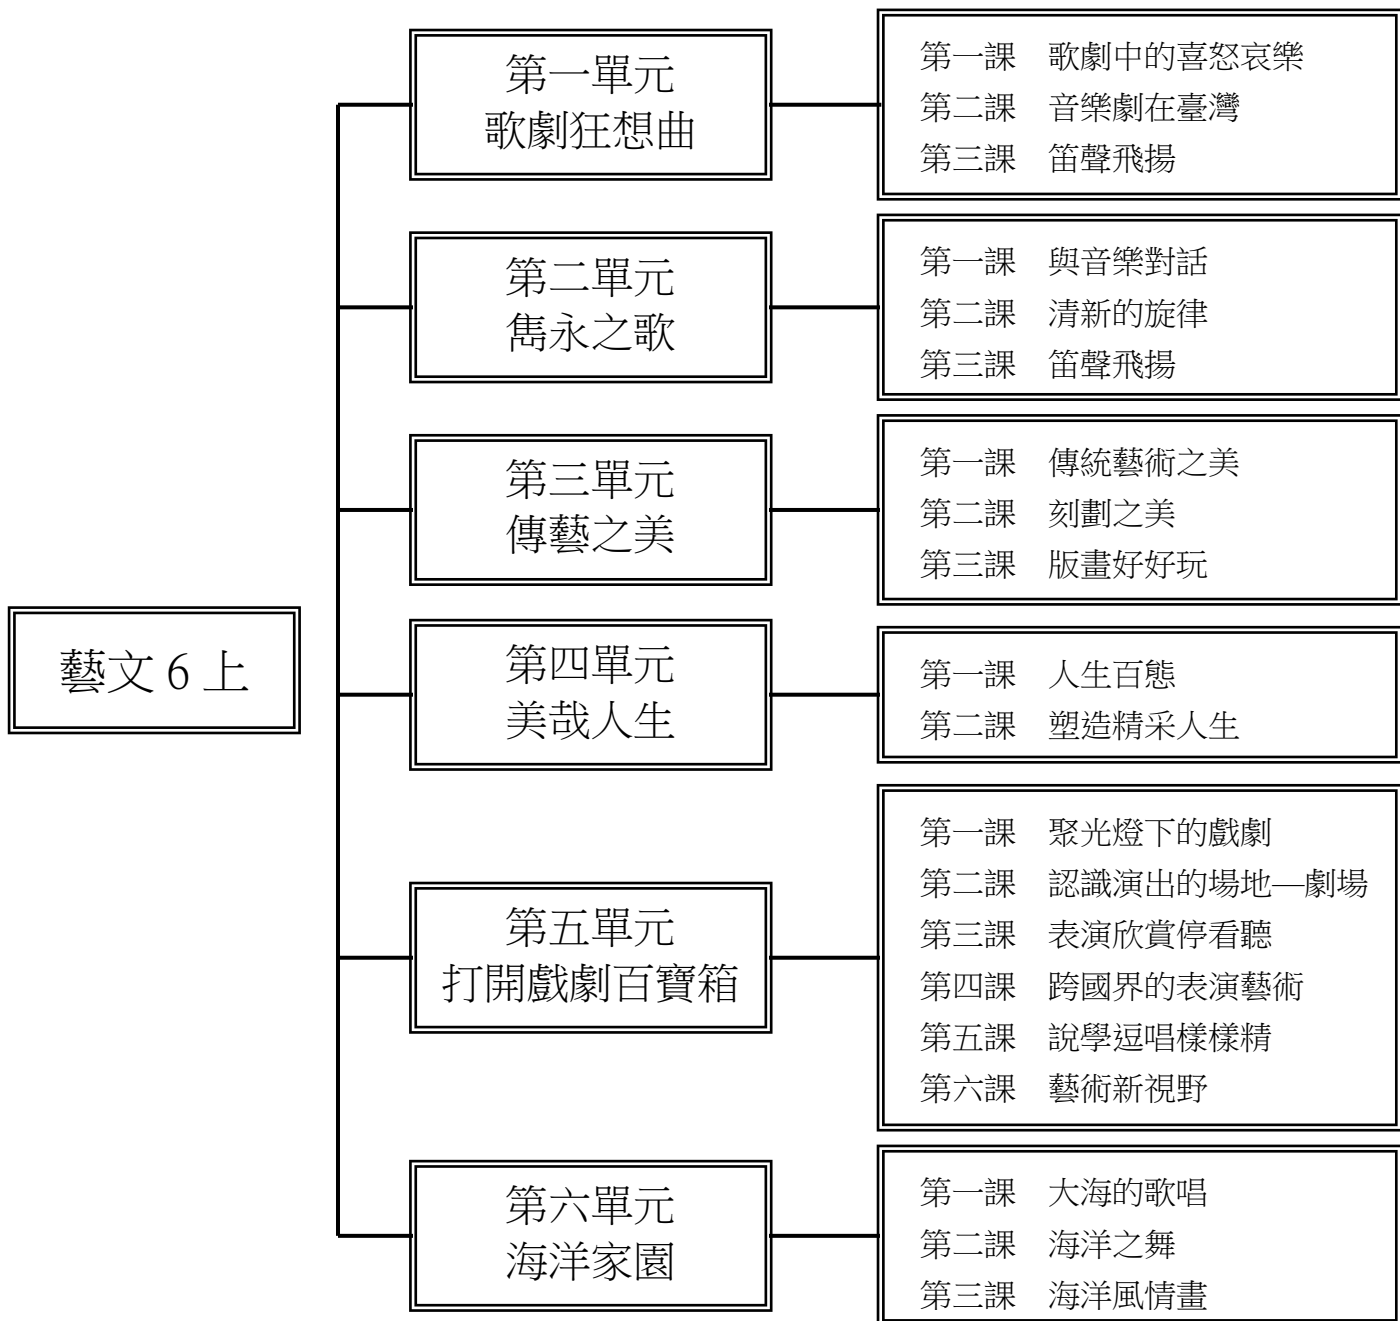 藝文 6 上
第一單元
歌劇狂想曲
第一課　歌劇中的喜怒哀樂
第二課　音樂劇在臺灣
第三課　笛聲飛揚
第二單元
雋永之歌
第一課　與音樂對話
第二課　清新的旋律
第三課　笛聲飛揚
第三單元
傳藝之美
第一課　傳統藝術之美
第二課　刻劃之美
第三課　版畫好好玩
第四單元
美哉人生
第一課　人生百態
第二課　塑造精采人生
第五單元
打開戲劇百寶箱
第一課　聚光燈下的戲劇
第二課　認識演出的場地—劇場
第三課　表演欣賞停看聽
第四課　跨國界的表演藝術
第五課　說學逗唱樣樣精
第六課　藝術新視野
第六單元
海洋家園
第一課　大海的歌唱
第二課　海洋之舞
第三課　海洋風情畫